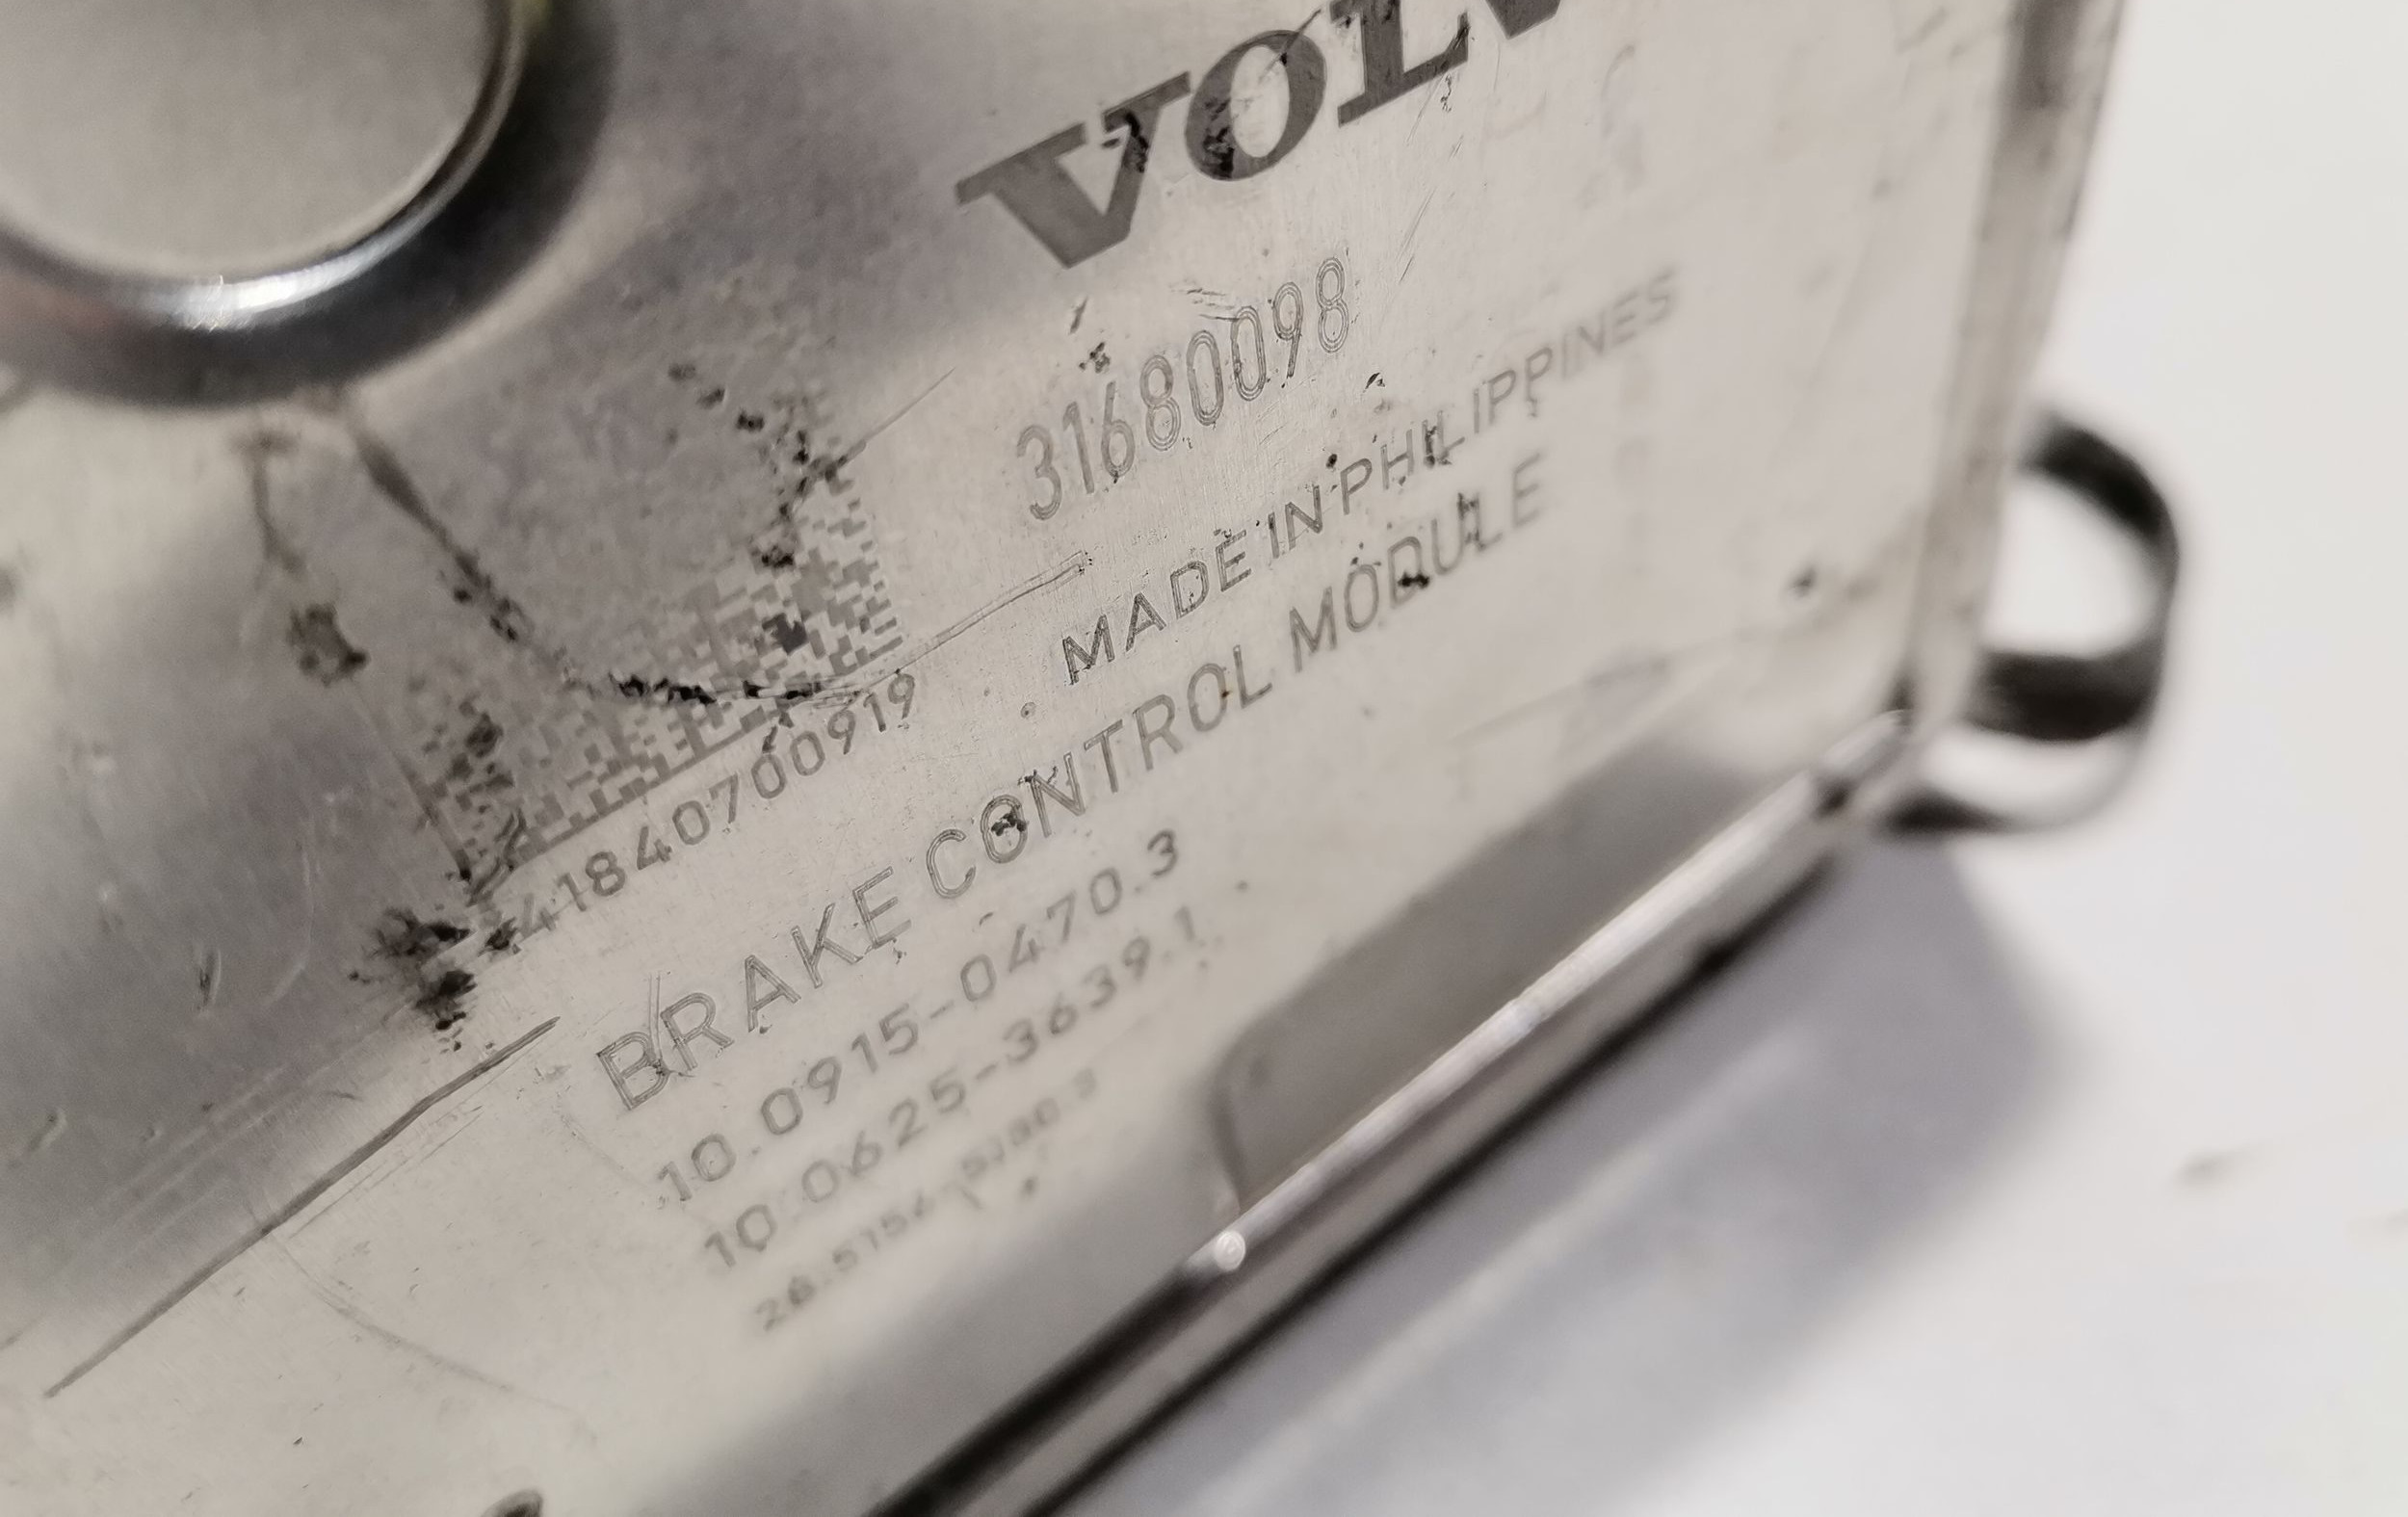 VOLV
31680098
MADE IN PHILIPPINES
41840700919
BRAKE CONTROL MODULE
10.0915-0470.3
10.0625-3639.1